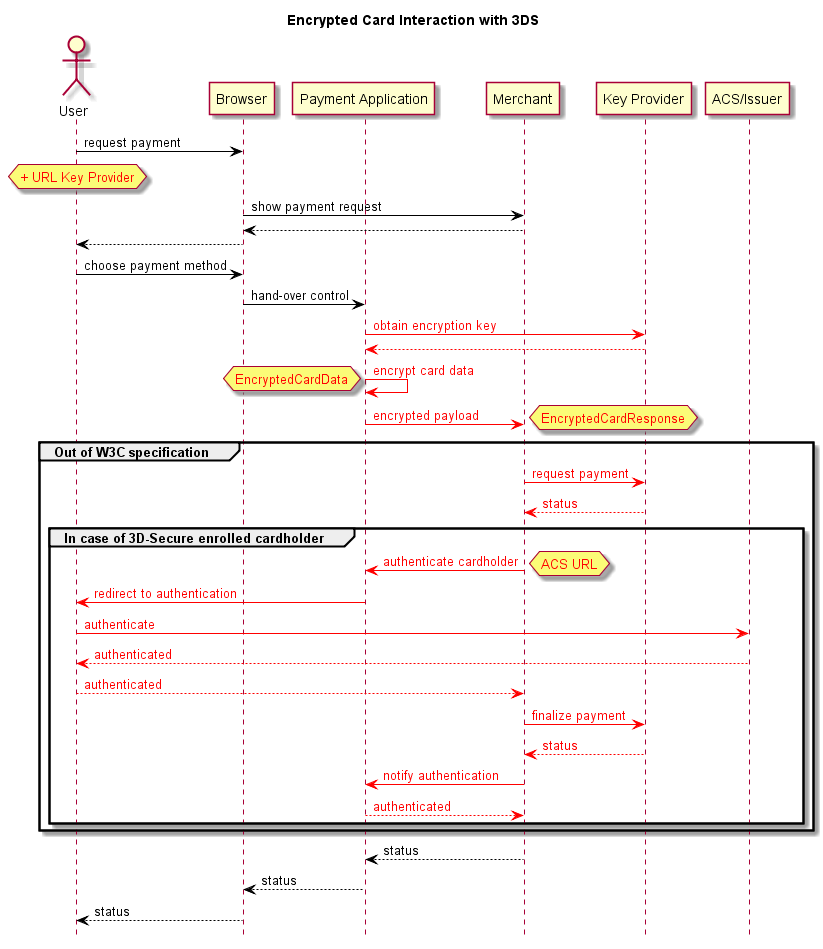 Encrypted Card Interaction with 3DS
User
Browser
Payment Application
Merchant
Key Provider
ACS/Issuer
request payment
+ URL Key Provider
show payment request
choose payment method
hand-over control
obtain encryption key
encrypt card data
EncryptedCardData
encrypted payload
EncryptedCardResponse
Out of W3C specification
request payment
status
In case of 3D-Secure enrolled cardholder
authenticate cardholder
ACS URL
redirect to authentication
authenticate
authenticated
authenticated
finalize payment
status
notify authentication
authenticated
status
status
status